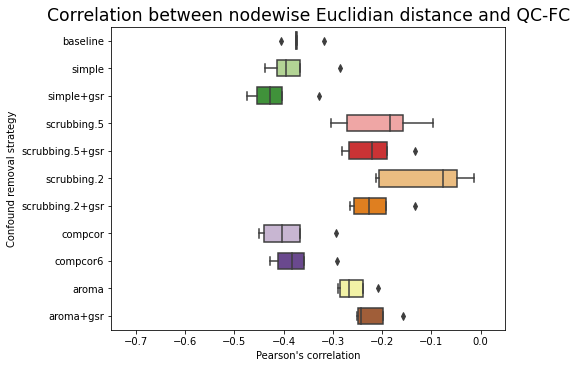 Correlation between nodewise Euclidian distance and QC-FC
Confound removal strategy
baseline
simple
simple+gsr
scrubbing.5
scrubbing.5+gsr
scrubbing.2
scrubbing.2+gsr
compcor
compcor6
aroma
aroma+gsr
−0.7 −0.6 −0.5 −0.4 −0.3 −0.2 −0.1 0.0
Pearson's correlation